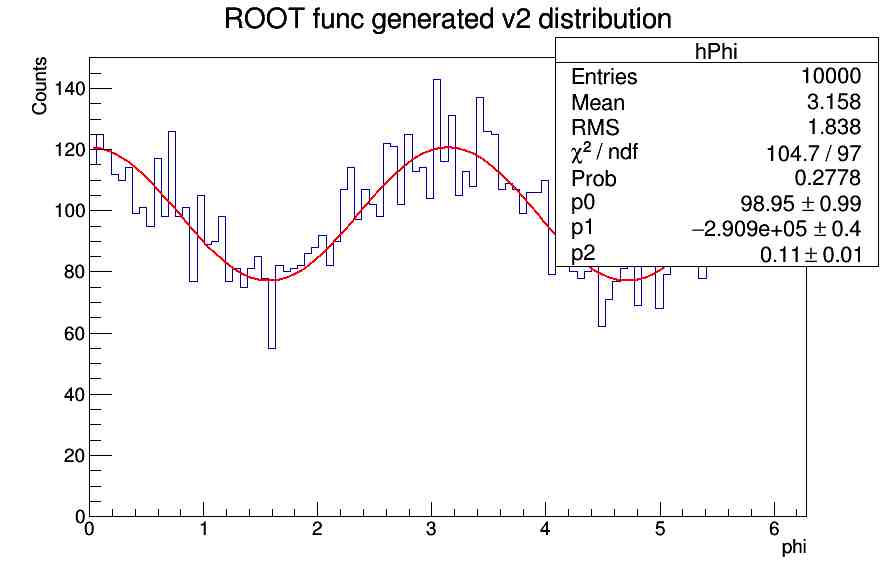 ROOT func generated v2 distribution
hPhi
Entries 10000
Mean 3.158
RMS 1.838
χ² / ndf 104.7 / 97
Prob 0.2778
p0 98.95 ± 0.99
p1 −2.909e+05 ± 0.4
p2 0.11 ± 0.01
Counts
140
120
100
80
60
40
20
0
0 1 2 3 4 5 6
phi